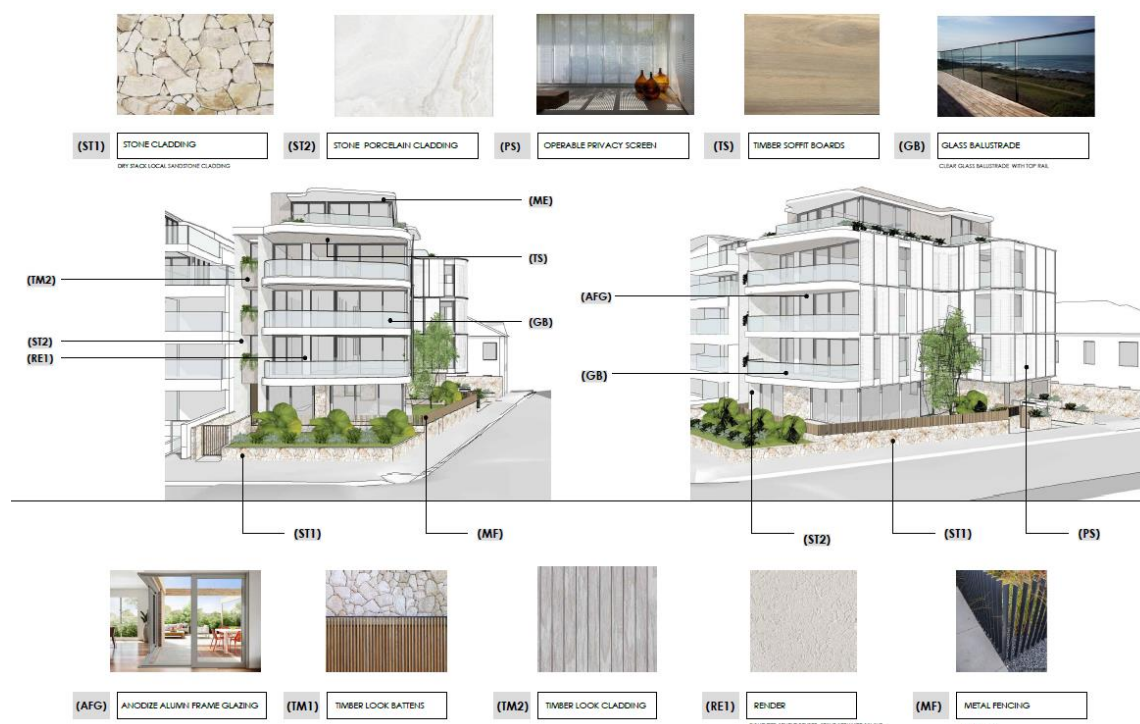 (ST1) STONE CLADDING
DRY STACK LOCAL SANDSTONE CLADDING
(ST2) STONE PORCELAIN CLADDING
(PS) OPERABLE PRIVACY SCREEN
(TS) TIMBER SOFFIT BOARDS
(GB) GLASS BALUSTRADE
CLEAR GLASS BALUSTRADE WITH TOP RAIL
(ME)
(TS)
(TM2)
(GB)
(ST2)
(RE1)
(ST1)
(MF)
(AFG)
(GB)
(ST2)
(ST1)
(PS)
(AFG) ANODIZE ALUMN FRAME GLAZING
(TM1) TIMBER LOOK BATTENS
(TM2) TIMBER LOOK CLADDING
(RE1) RENDER
(MF) METAL FENCING